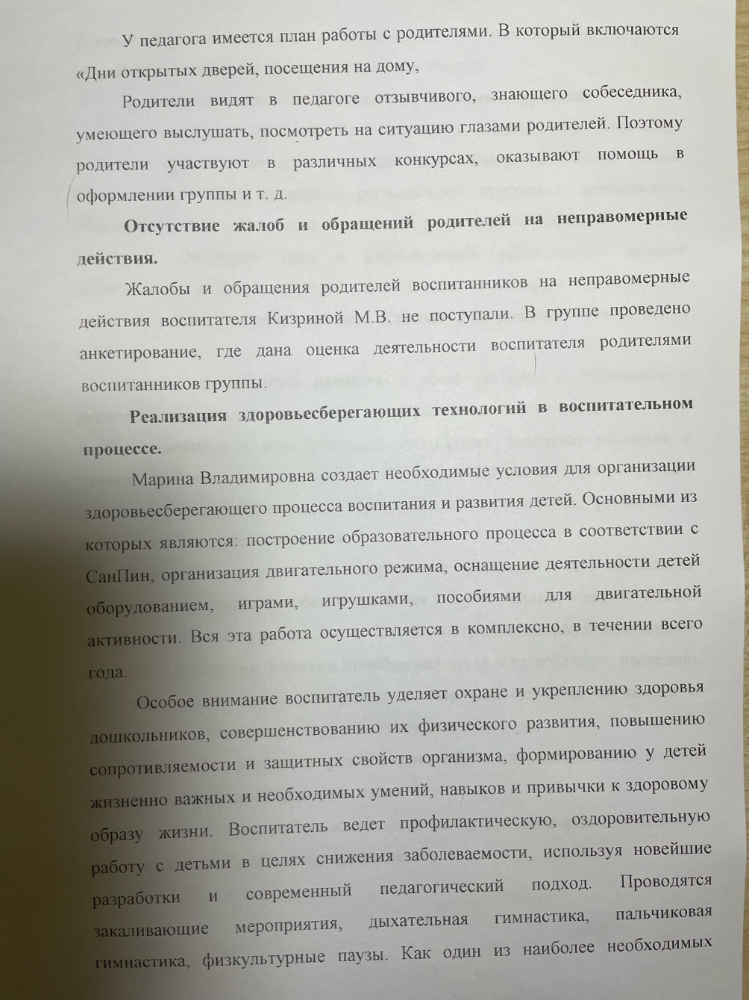 У педагога имеется план работы с родителями. В который включаются
«Дни открытых дверей, посещения на дому,
Родители видят в педагоге отзывчивого, знающего собеседника,
умеющего выслушать, посмотреть на ситуацию глазами родителей. Поэтому
родители участвуют в различных конкурсах, оказывают помощь в
оформлении группы и т. д.
Отсутствие жалоб и обращений родителей на неправомерные
действия.
Жалобы и обращения родителей воспитанников на неправомерные
действия воспитателя Кизриной М.В. не поступали. В группе проведено
анкетирование, где дана оценка деятельности воспитателя родителями
воспитанников группы.
Реализация здоровьесберегающих технологий в воспитательном
процессе.
Марина Владимировна создает необходимые условия для организации
здоровьесберегающего процесса воспитания и развития детей. Основными из
которых являются: построение образовательного процесса в соответствии с
СанПин, организация двигательного режима, оснащение деятельности детей
оборудованием, играми, игрушками, пособиями для двигательной
активности. Вся эта работа осуществляется в комплексно, в течении всего
года.
Особое внимание воспитатель уделяет охране и укреплению здоровья
дошкольников, совершенствованию их физического развития, повышению
сопротивляемости и защитных свойств организма, формированию у детей
жизненно важных и необходимых умений, навыков и привычки к здоровому
образу жизни. Воспитатель ведет профилактическую, оздоровительную
работу с детьми в целях снижения заболеваемости, используя новейшие
разработки и современный педагогический подход. Проводятся
закаливающие мероприятия, дыхательная гимнастика, пальчиковая
гимнастика, физкультурные паузы. Как один из наиболее необходимых